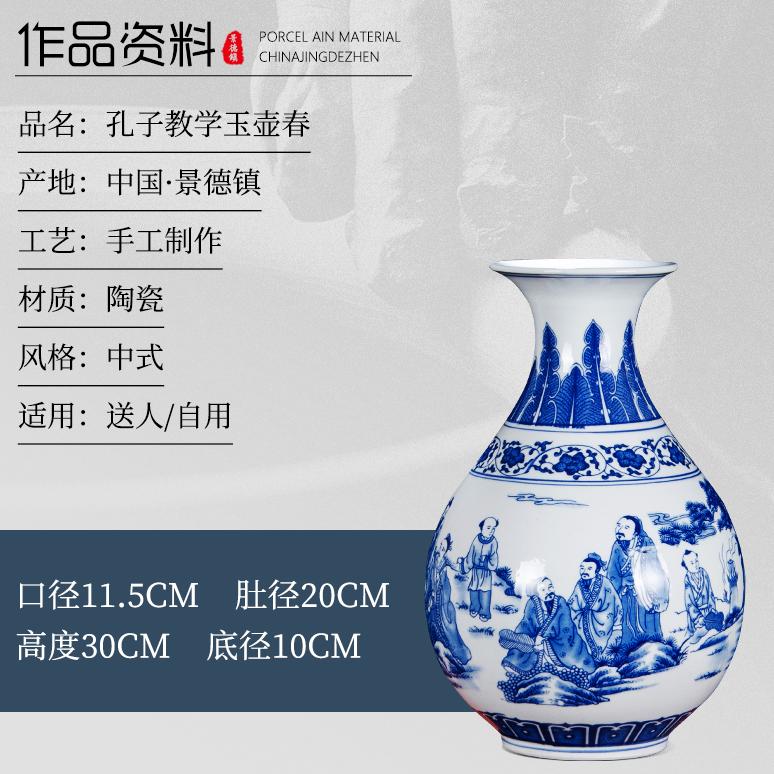 作品资料
景德镇
PORCEL AIN MATERIAL
CHINAJINGDEZHEN
品名：孔子教学玉壶春
产地：中国·景德镇
工艺：手工制作
材质：陶瓷
风格：中式
适用：送人/自用
口径11.5CM 肚径20CM
高度30CM 底径10CM